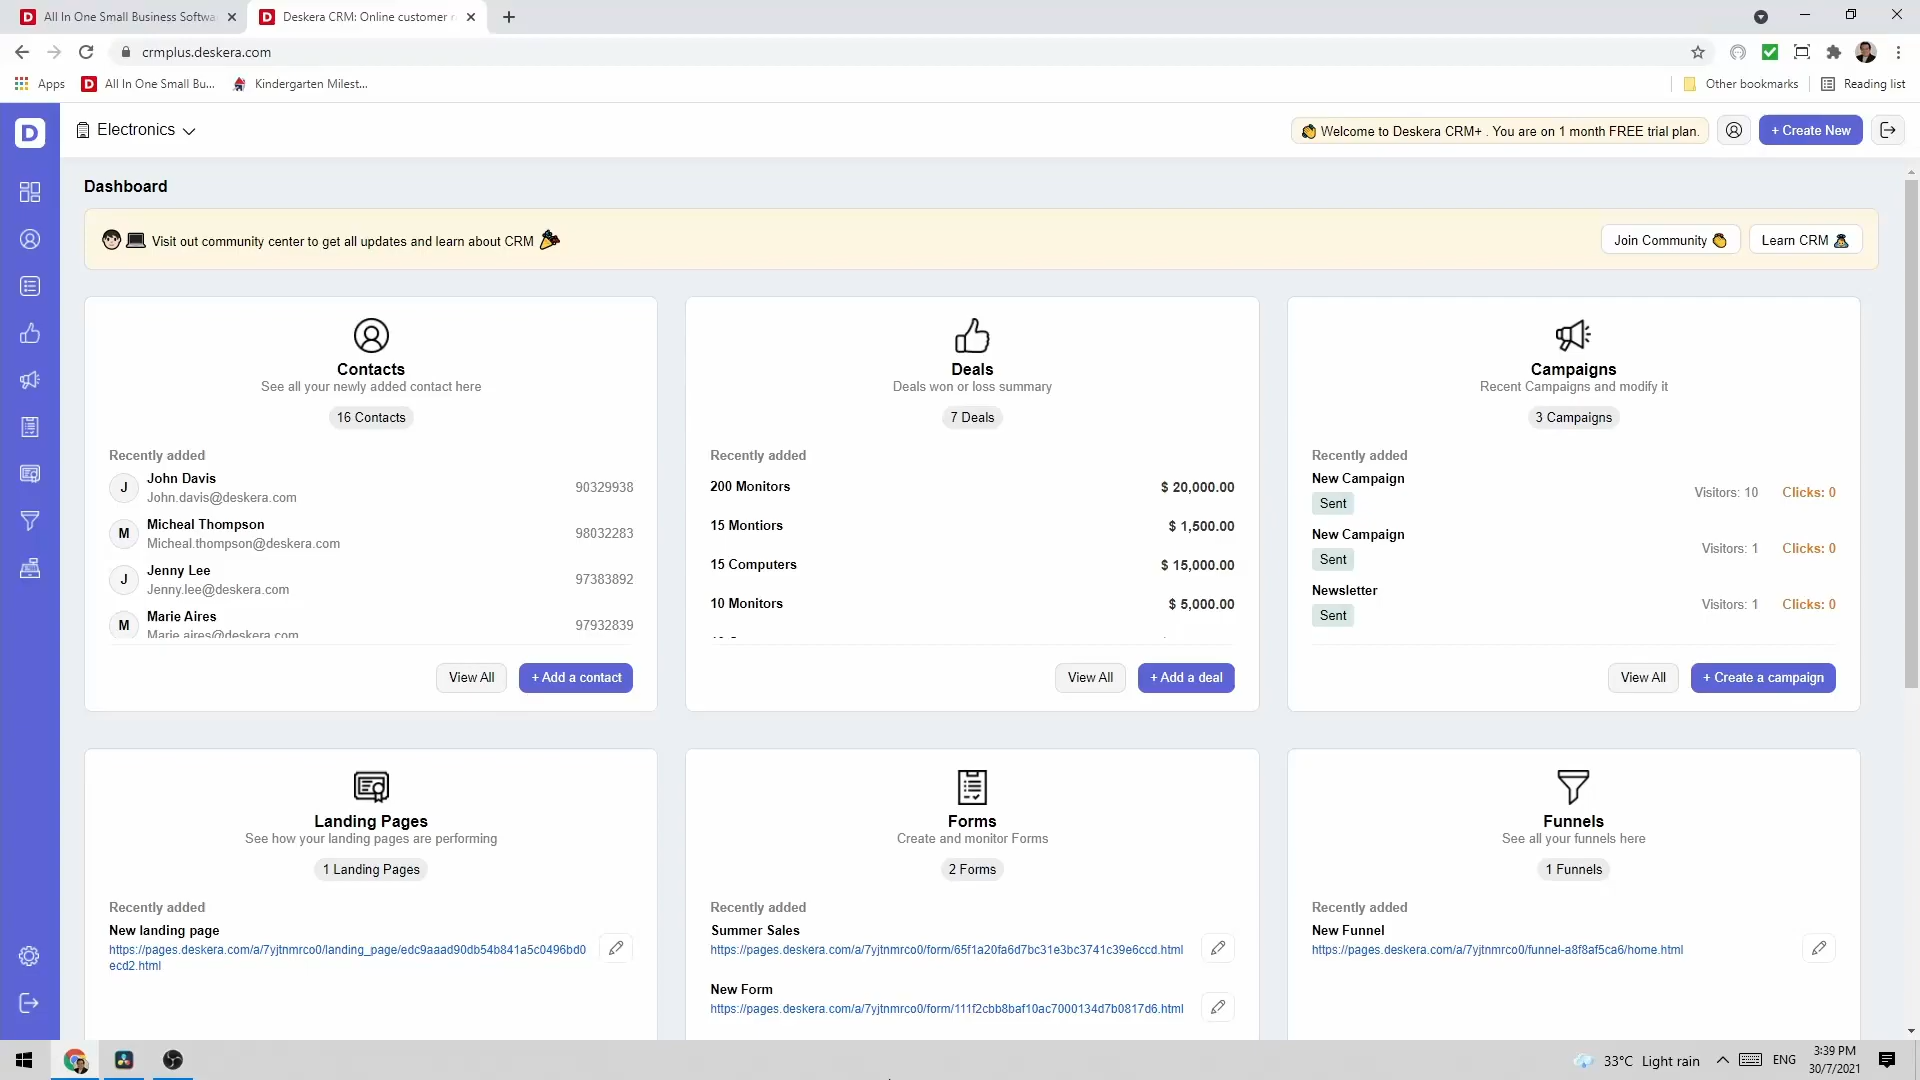 All In One Small Business Softwa
Deskera CRM: Online customer r
crmplus.deskera.com
Apps
All In One Small Bu...
Kindergarten Milest...
Other bookmarks
Reading list
D
Electronics
Welcome to Deskera CRM+ . You are on 1 month FREE trial plan.
+ Create New
Dashboard
Visit out community center to get all updates and learn about CRM
Join Community
Learn CRM
Contacts
See all your newly added contact here
16 Contacts
Recently added
J
John Davis
John.davis@deskera.com
90329938
M
Micheal Thompson
Micheal.thompson@deskera.com
98032283
J
Jenny Lee
Jenny.lee@deskera.com
97383892
M
Marie Aires
Marie.aires@deskera.com
97932839
View All
+ Add a contact
Deals
Deals won or loss summary
7 Deals
Recently added
200 Monitors $ 20,000.00
15 Montiors $ 1,500.00
15 Computers $ 15,000.00
10 Monitors $ 5,000.00
View All
+ Add a deal
Campaigns
Recent Campaigns and modify it
3 Campaigns
Recently added
New Campaign
Sent
Visitors: 10 Clicks: 0
New Campaign
Sent
Visitors: 1 Clicks: 0
Newsletter
Sent
Visitors: 1 Clicks: 0
View All
+ Create a campaign
Landing Pages
See how your landing pages are performing
1 Landing Pages
Recently added
New landing page
https://pages.deskera.com/a/7yjtnmrco0/landing_page/edc9aaad90db54b841a5c0496bd0
ecd2.html
Forms
Create and monitor Forms
2 Forms
Recently added
Summer Sales
https://pages.deskera.com/a/7yjtnmrco0/form/65f1a20fa6d7bc31e3bc3741c39e6ccd.html
New Form
https://pages.deskera.com/a/7yjtnmrco0/form/111f2cbb8baf10ac7000134d7b0817d6.html
Funnels
See all your funnels here
1 Funnels
Recently added
New Funnel
https://pages.deskera.com/a/7yjtnmrco0/funnel-a8f8af5ca6/home.html
33°C Light rain
ENG
3:39 PM
30/7/2021